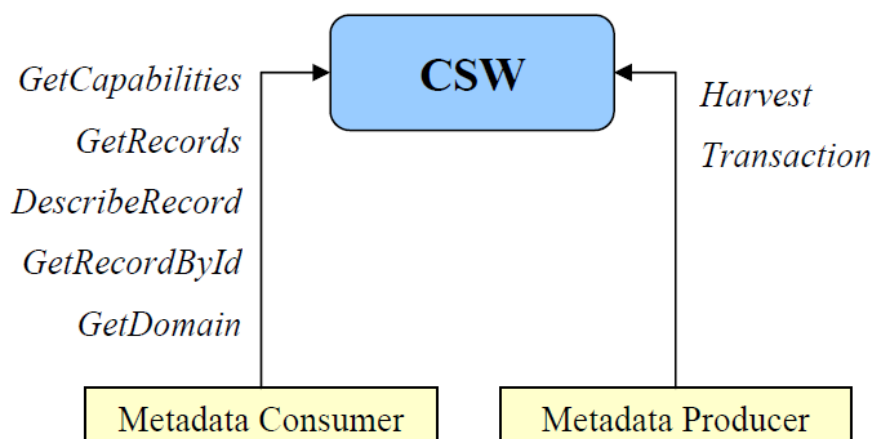 CSW
GetCapabilities
GetRecords
DescribeRecord
GetRecordById
GetDomain
Harvest
Transaction
Metadata Consumer
Metadata Producer